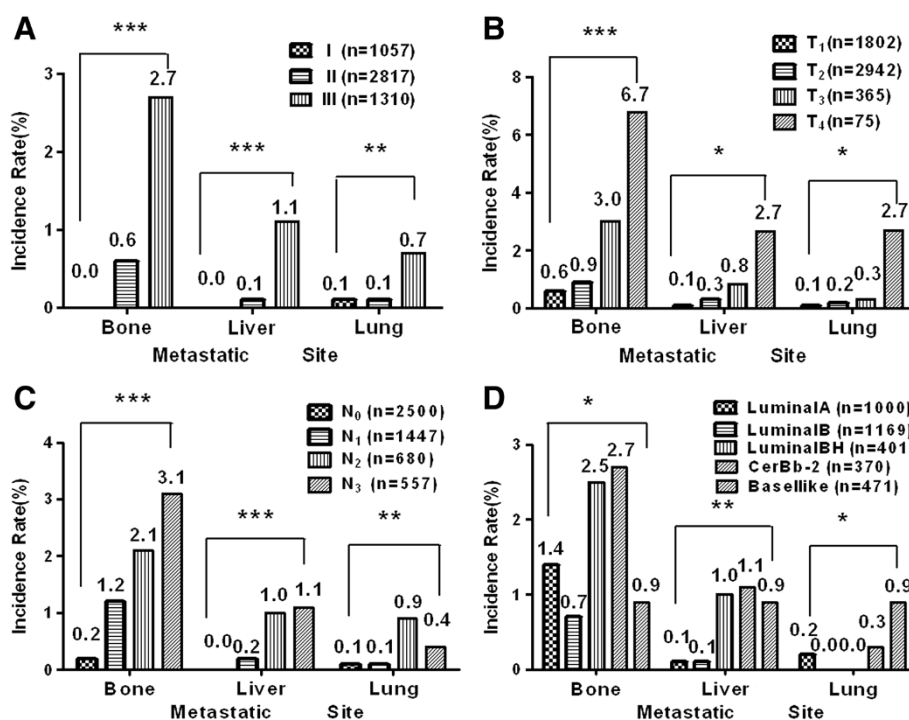 A
***
I (n=1057)
II (n=2817)
III (n=1310)
Incidence Rate(%)
3
2
1
0
0.0
0.6
2.7
***
0.0
0.1
1.1
**
0.1
0.1
0.7
Bone Liver Lung
Metastatic Site
B
***
T1(n=1802)
T2(n=2942)
T3(n=365)
T4(n=75)
Incidence Rate(%)
8
6
4
2
0
0.6
0.9
3.0
6.7
*
0.1
0.3
0.8
2.7
*
0.1
0.2
0.3
2.7
Bone Liver Lung
Metastatic Site
C
***
N0 (n=2500)
N1 (n=1447)
N2 (n=680)
N3 (n=557)
Incidence Rate(%)
4
3
2
1
0
0.2
1.2
2.1
3.1
***
0.0
0.2
1.0
1.1
**
0.1
0.1
0.9
0.4
Bone Liver Lung
Metastatic Site
D
*
LuminalA (n=1000)
LuminalB (n=1169)
LuminalBH (n=401
CerBb-2 (n=370)
Basellike (n=471)
Incidence Rate(%)
3
2
1
0
1.4
0.7
2.5
2.7
0.9
**
0.1
0.1
1.0
1.1
0.9
*
0.2
0.00.0
0.3
0.9
Bone Liver Lung
Metastatic Site